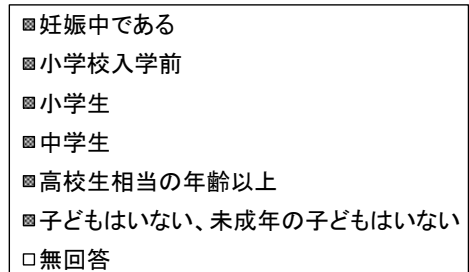 妊娠中である
小学校入学前
小学生
中学生
高校生相当の年齢以上
子どもはいない、未成年の子どもはいない
無回答